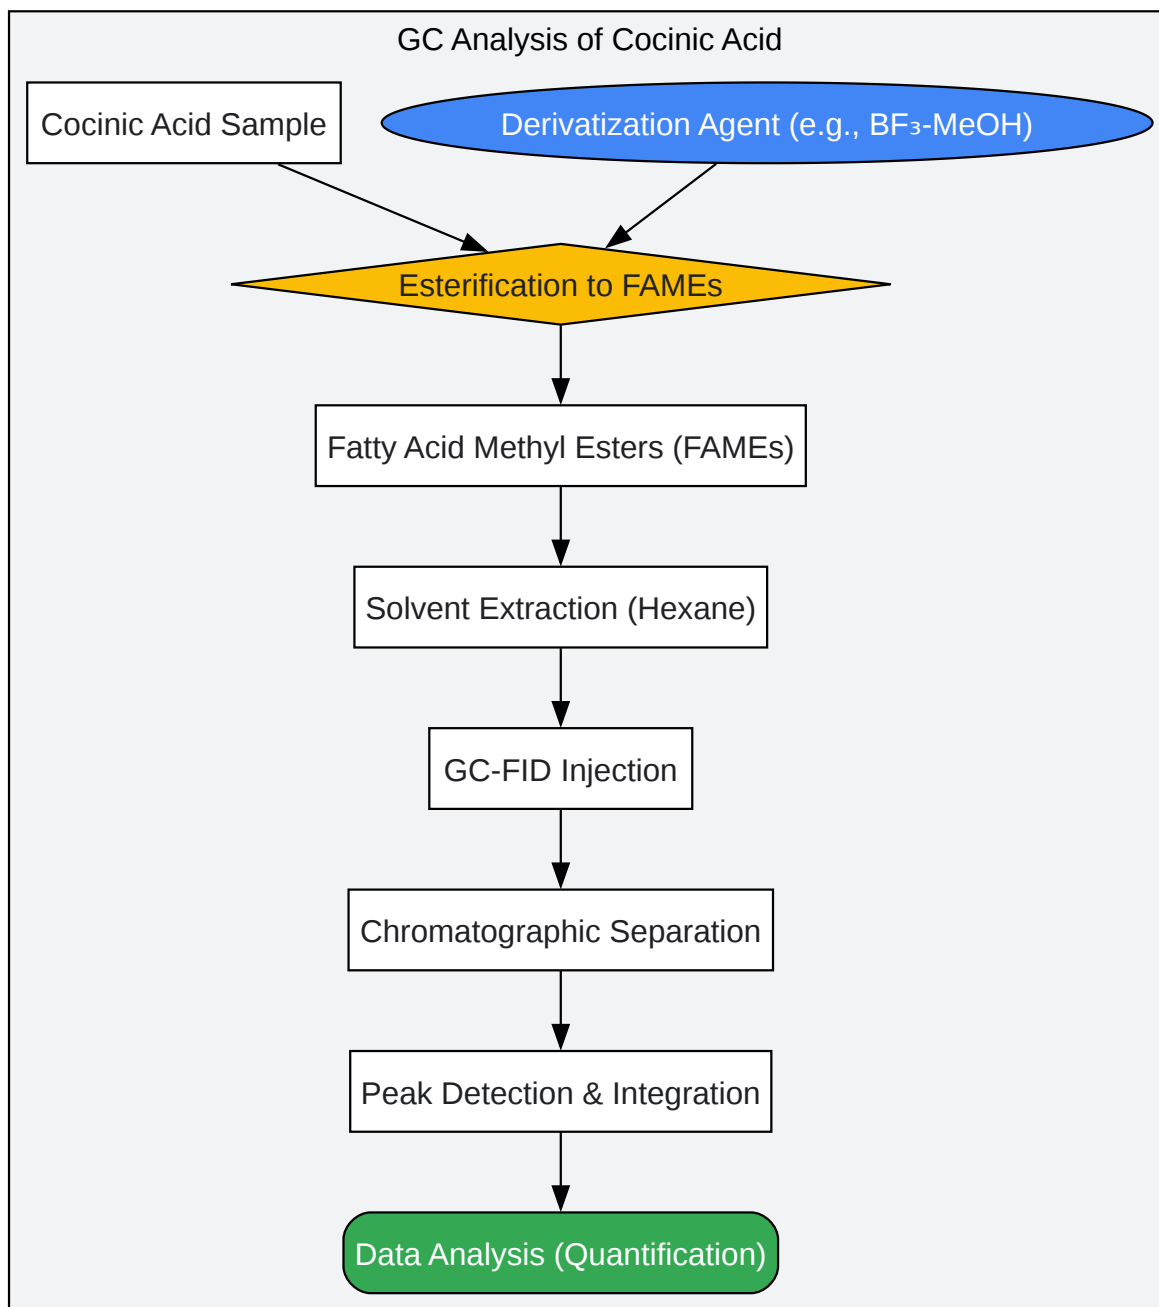 GC Analysis of Cocinic Acid
Cocinic Acid Sample
Derivatization Agent (e.g., BF₃-MeOH)
Esterification to FAMEs
Fatty Acid Methyl Esters (FAMEs)
Solvent Extraction (Hexane)
GC-FID Injection
Chromatographic Separation
Peak Detection & Integration
Data Analysis (Quantification)